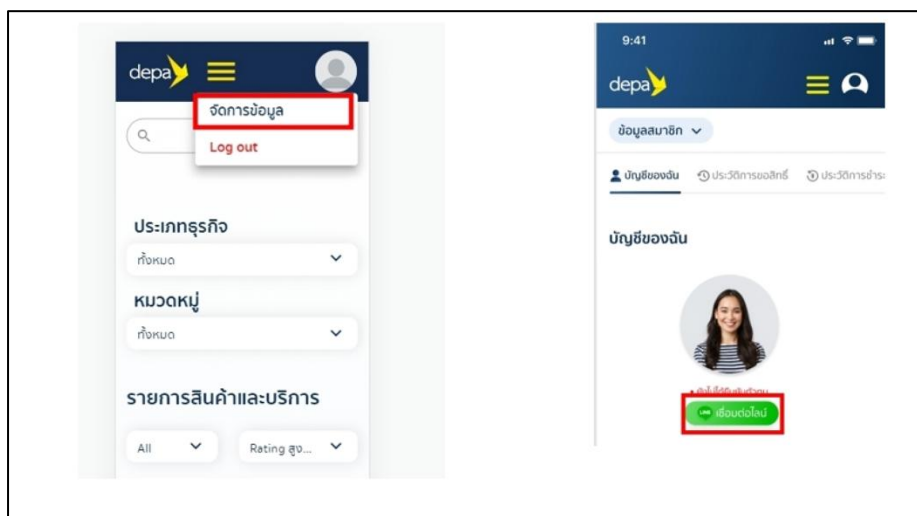 depa
จัดการข้อมูล
Log out
ประเภทธุรกิจ
ทั้งหมด
หมวดหมู่
ทั้งหมด
รายการสินค้าและบริการ
All
Rating สูง...
9:41
depa
ข้อมูลสมาชิก
บัญชีของฉัน ประวัติการขอสิทธิ์ ประวัติการชำระ
บัญชีของฉัน
LINE เชื่อมต่อไลน์